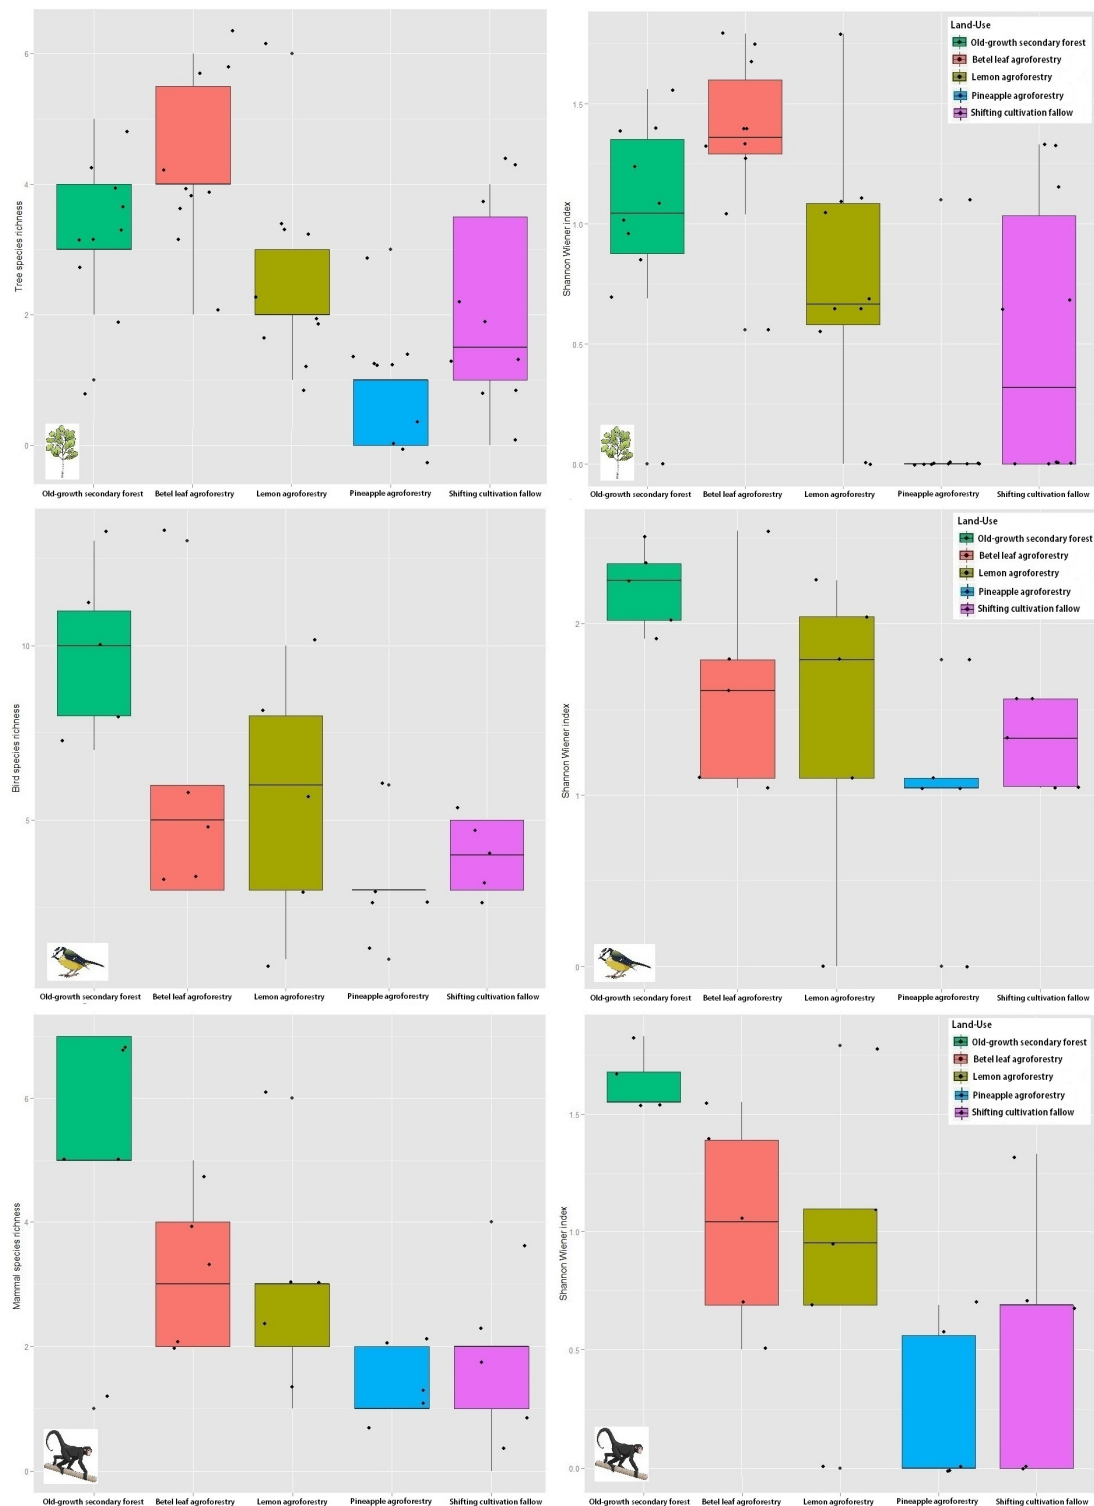 Tree species richness
6
4
2
0
Old-growth secondary forest Betel leaf agroforestry Lemon agroforestry Pineapple agroforestry Shifting cultivation fallow
Shannon Wiener index
1.5
1.0
0.5
0.0
Land-Use
Old-growth secondary forest
Betel leaf agroforestry
Lemon agroforestry
Pineapple agroforestry
Shifting cultivation fallow
Old-growth secondary forest Betel leaf agroforestry Lemon agroforestry Pineapple agroforestry Shifting cultivation fallow
Bird species richness
10
5
Old-growth secondary forest Betel leaf agroforestry Lemon agroforestry Pineapple agroforestry Shifting cultivation fallow
Shannon Wiener index
2
1
0
Land-Use
Old-growth secondary forest
Betel leaf agroforestry
Lemon agroforestry
Pineapple agroforestry
Shifting cultivation fallow
Old-growth secondary forest Betel leaf agroforestry Lemon agroforestry Pineapple agroforestry Shifting cultivation fallow
Mammal species richness
6
4
2
0
Old-growth secondary forest Betel leaf agroforestry Lemon agroforestry Pineapple agroforestry Shifting cultivation fallow
Shannon Wiener index
1.5
1.0
0.5
0.0
Land-Use
Old-growth secondary forest
Betel leaf agroforestry
Lemon agroforestry
Pineapple agroforestry
Shifting cultivation fallow
Old-growth secondary forest Betel leaf agroforestry Lemon agroforestry Pineapple agroforestry Shifting cultivation fallow